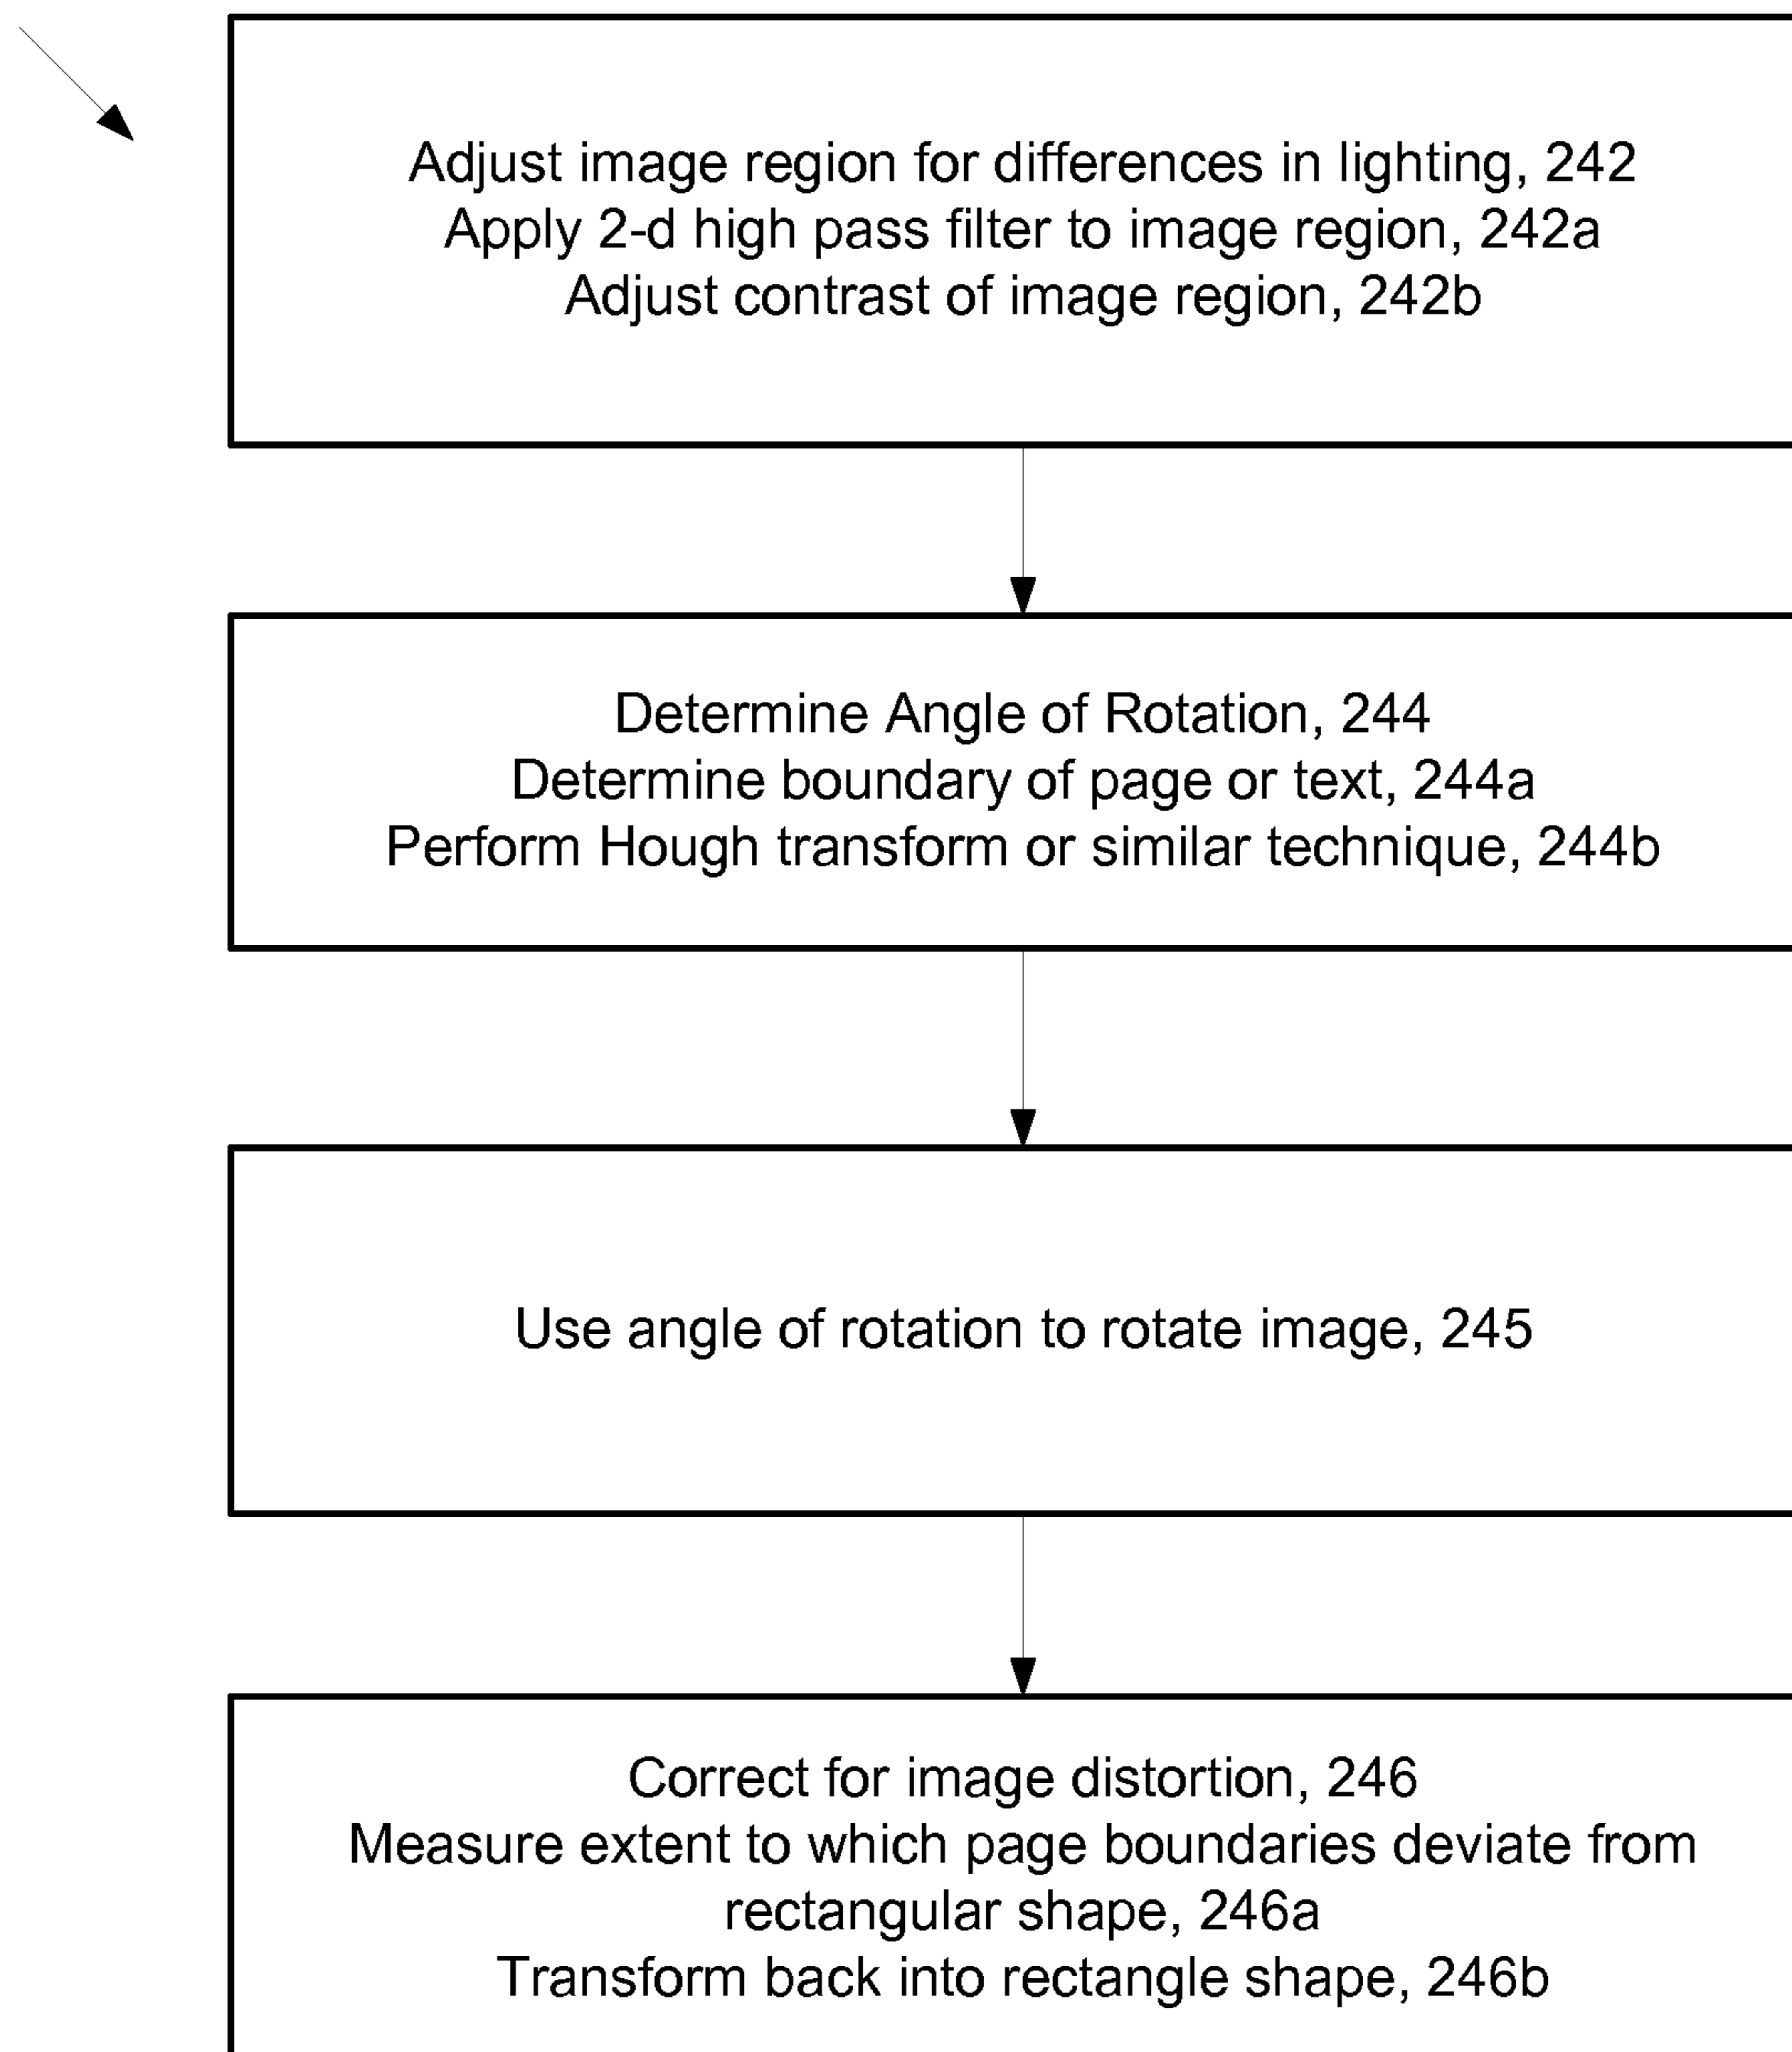 Adjust image region for differences in lighting, 242
Apply 2-d high pass filter to image region, 242a
Adjust contrast of image region, 242b
Determine Angle of Rotation, 244
Determine boundary of page or text, 244a
Perform Hough transform or similar technique, 244b
Use angle of rotation to rotate image, 245
Correct for image distortion, 246
Measure extent to which page boundaries deviate from
rectangular shape, 246a
Transform back into rectangle shape, 246b